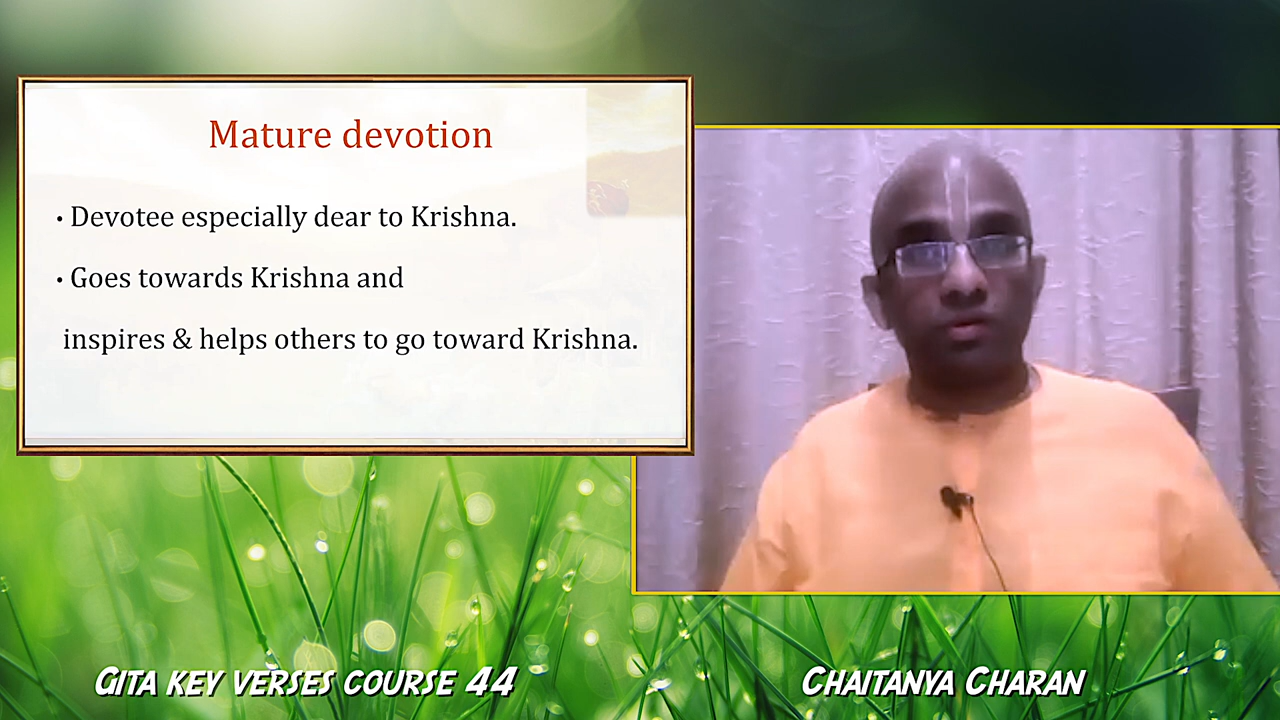 Mature devotion
• Devotee especially dear to Krishna.
• Goes towards Krishna and
inspires & helps others to go toward Krishna.
GITA KEY VERSES COURSE 44
CHAITANYA CHARAN